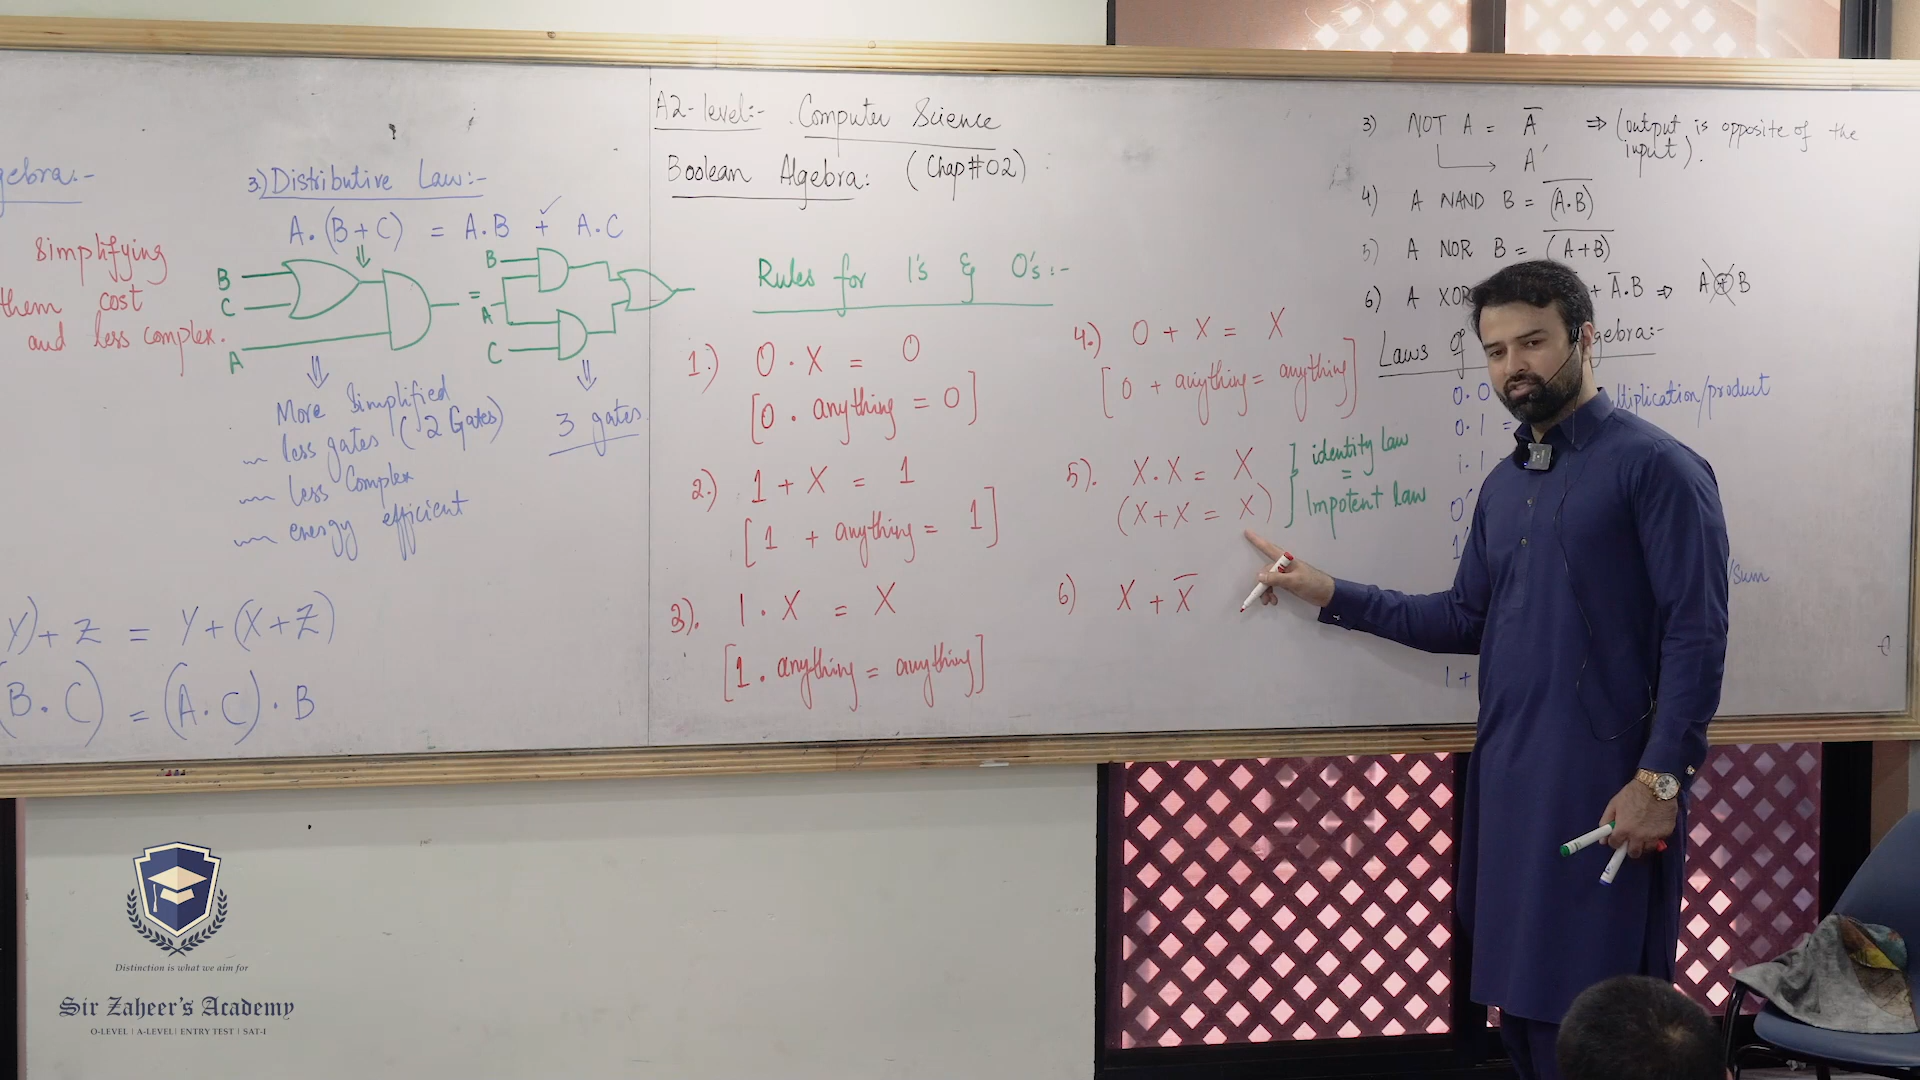 gebra:-
Simplifying
them cost
and less complex.
3.) Distributive Law:-
A.(B+C) = A.B + A.C
B
C
A
=
B
A
C
More Simplified
less gates (2 Gates)
less Complex
energy efficient
3 gates
Y)+Z = Y+(X+Z)
(B.C) = (A.C).B
A2-level:- Computer Science
Boolean Algebra: (Chap#02)
Rules for 1's & 0's:-
1.) 0 . X = 0
[0 . anything = 0]
2.) 1 + X = 1
[1 + anything = 1]
3). 1 . X = X
[1 . anything = anything]
4.) 0 + X = X
[0 + anything = anything]
5). X.X = X
(X+X = X)
identity law
=
Impotent law
6) X + X̅
3) NOT A = A̅ ⇒ (output is opposite of the
input).
A'
4) A NAND B = (A.B)̅
5) A NOR B = (A+B)̅
6) A XOR + A̅.B ⇒ A⊕B
Laws Of gebra:-
0.0 ltiplication/product
0.1 =
1.1
0'
1'
/sum
1+
Distinction is what we aim for
Sir Zaheer's Academy
O-LEVEL | A-LEVEL | ENTRY TEST | SAT-I